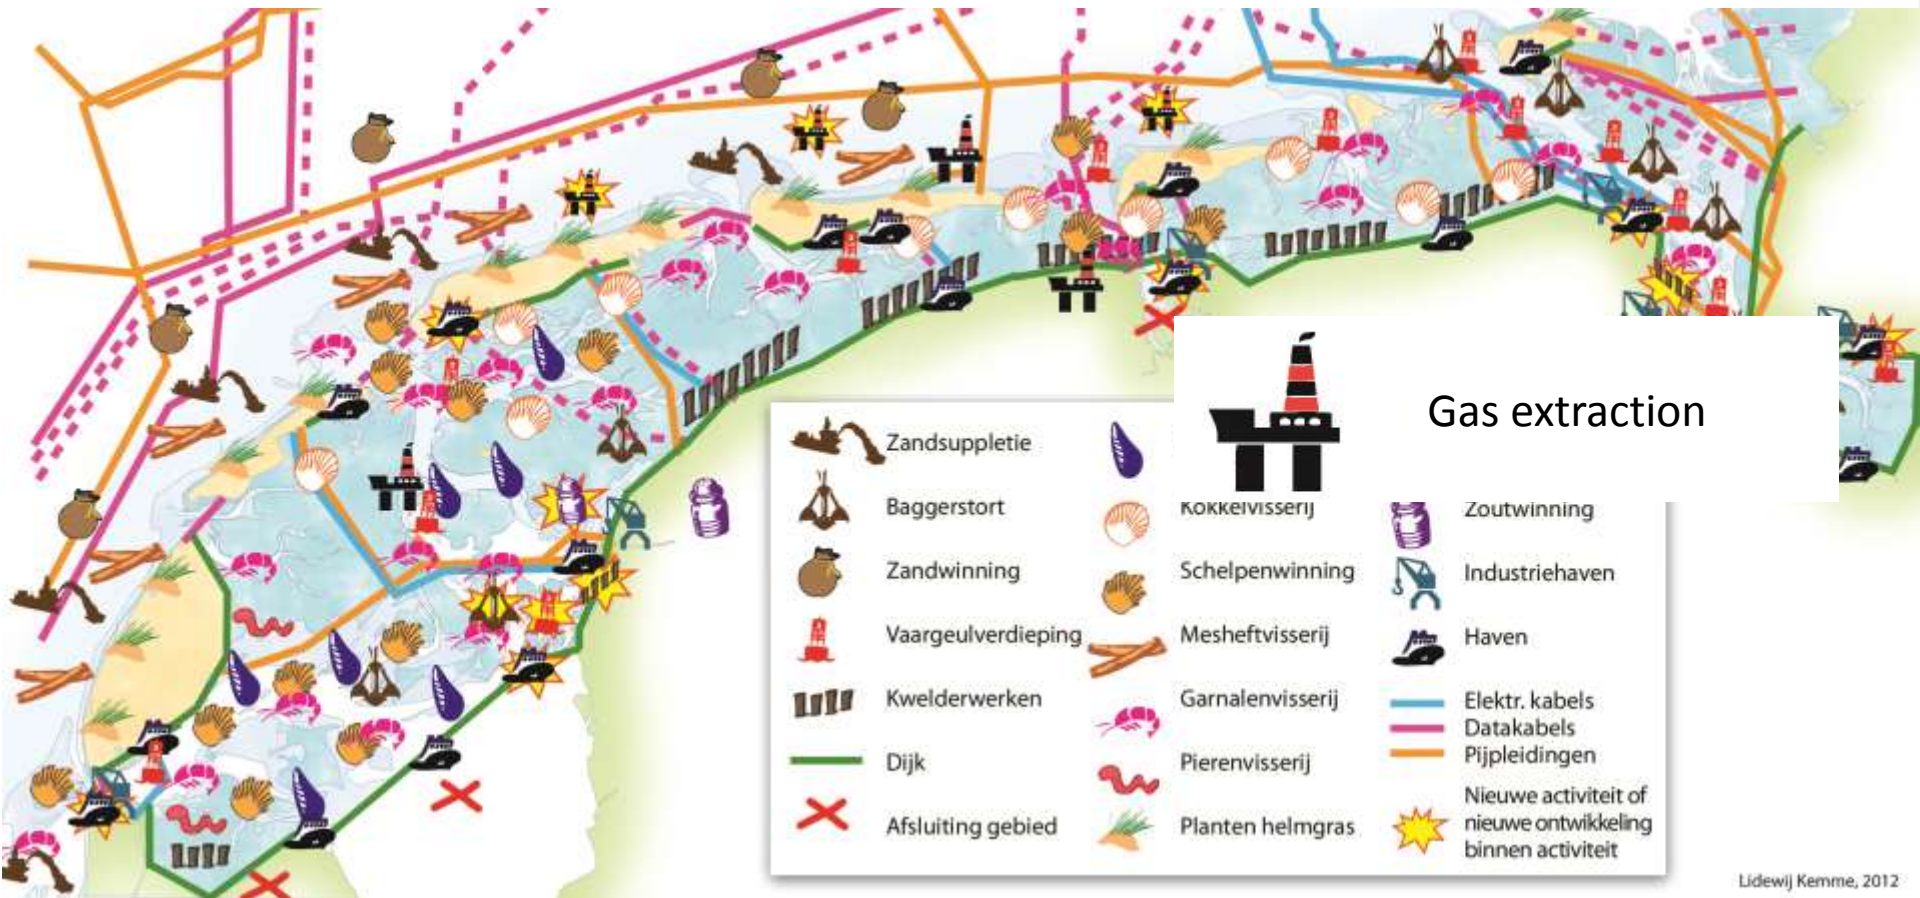 Gas extraction
Zandsuppletie
Baggerstort
Zandwinning
Vaargeulverdieping
Kwelderwerken
Dijk
Afsluiting gebied
Kokkelvisserij
Schelpenwinning
Mesheftvisserij
Garnalenvisserij
Pierenvisserij
Planten helmgras
Zoutwinning
Industriehaven
Haven
Elektr. kabels
Datakabels
Pijpleidingen
Nieuwe activiteit of
nieuwe ontwikkeling
binnen activiteit
Lidewij Kemme, 2012